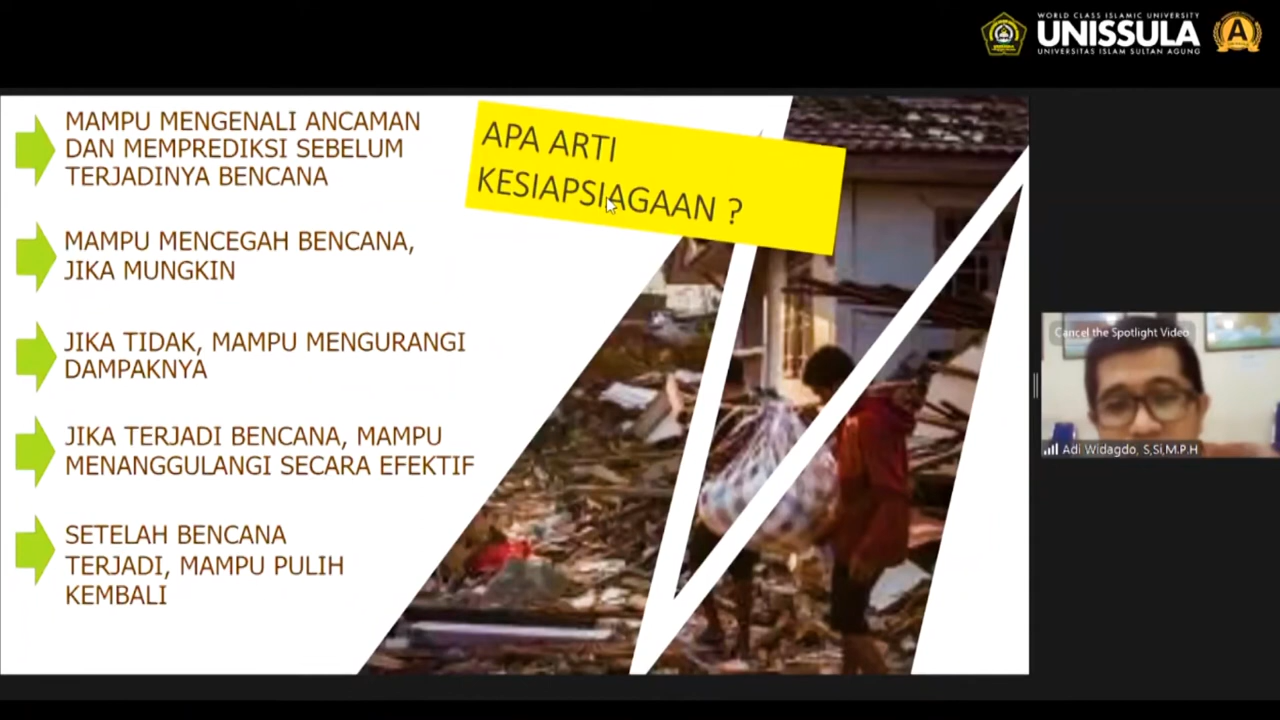 WORLD CLASS ISLAMIC UNIVERSITY
UNISSULA
UNIVERSITAS ISLAM SULTAN AGUNG
A
APA ARTI
KESIAPSIAGAAN ?
MAMPU MENGENALI ANCAMAN
DAN MEMPREDIKSI SEBELUM
TERJADINYA BENCANA
MAMPU MENCEGAH BENCANA,
JIKA MUNGKIN
JIKA TIDAK, MAMPU MENGURANGI
DAMPAKNYA
JIKA TERJADI BENCANA, MAMPU
MENANGGULANGI SECARA EFEKTIF
SETELAH BENCANA
TERJADI, MAMPU PULIH
KEMBALI
Cancel the Spotlight Video
Adi Widagdo, S,Si,M.P.H